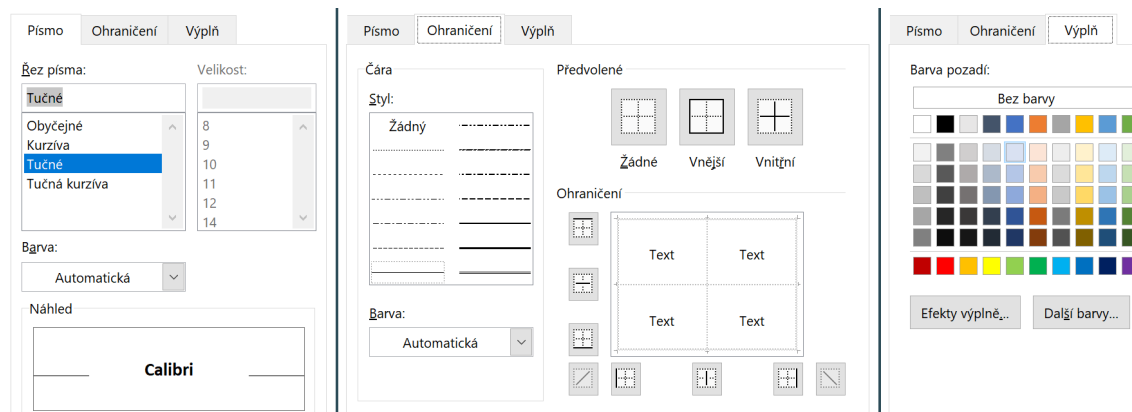 Písmo Ohraničení Výplň
Řez písma:
Velikost:
Tučné
Obyčejné
Kurzíva
Tučné
Tučná kurzíva
8
9
10
11
12
14
Barva:
Automatická
Náhled
Calibri
Písmo Ohraničení Výplň
Čára
Styl:
Žádný
Barva:
Automatická
Předvolené
Žádné Vnější Vnitřní
Ohraničení
Text Text
Text Text
Písmo Ohraničení Výplň
Barva pozadí:
Bez barvy
Efekty výplně... Další barvy...